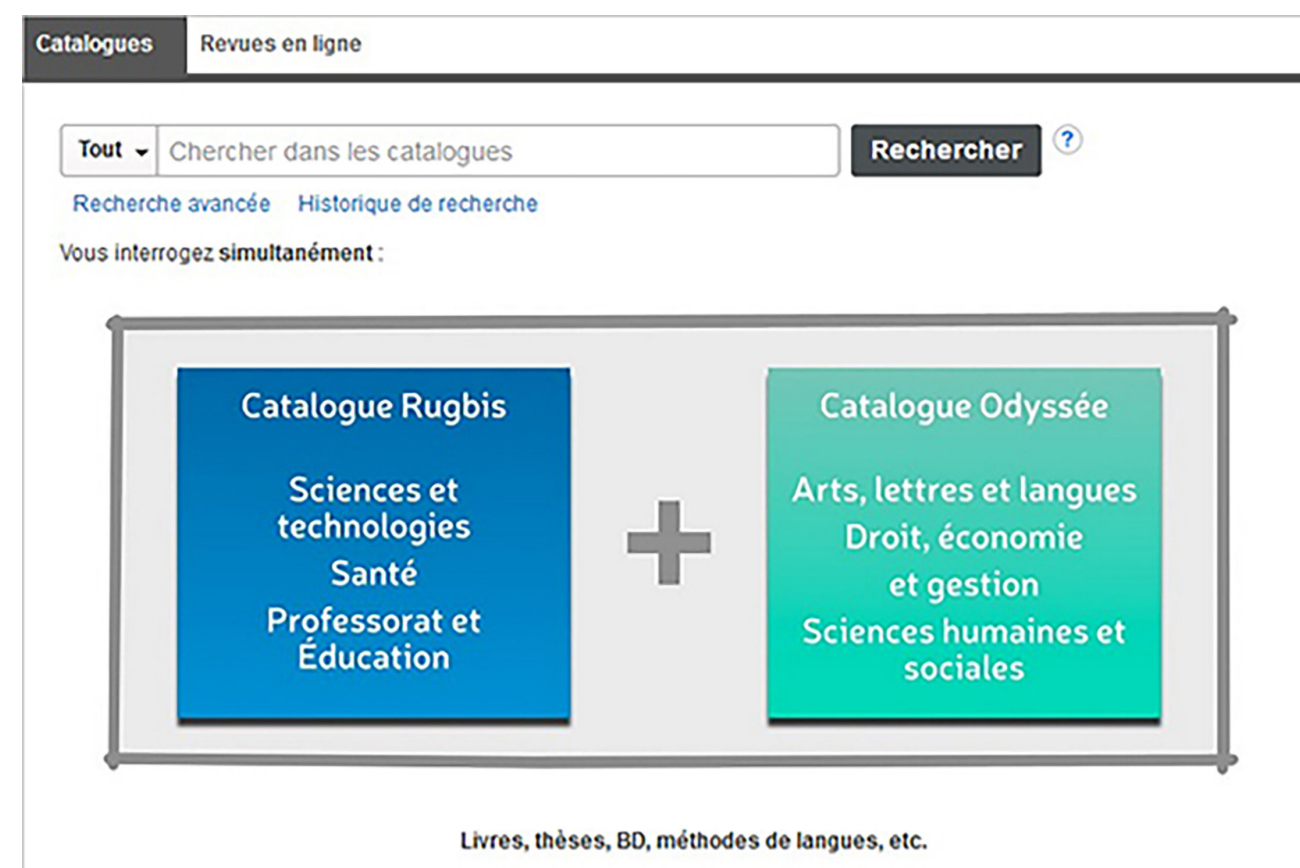 Catalogues Revues en ligne
Tout Chercher dans les catalogues Rechercher ?
Recherche avancée Historique de recherche
Vous interrogez simultanément :
Catalogue Rugbis
Sciences et
technologies
Santé
Professorat et
Éducation
+
Catalogue Odyssée
Arts, lettres et langues
Droit, économie
et gestion
Sciences humaines et
sociales
Livres, thèses, BD, méthodes de langues, etc.